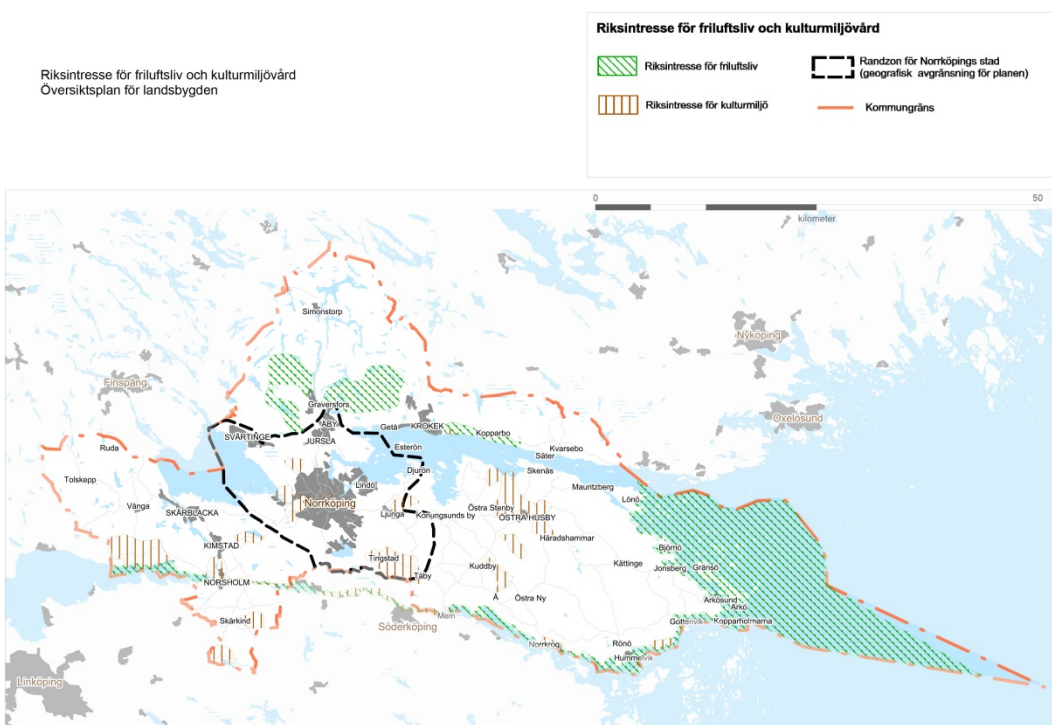 Riksintresse för friluftsliv och kulturmiljövård
Översiktsplan för landsbygden
Riksintresse för friluftsliv och kulturmiljövård
Riksintresse för friluftsliv
Riksintresse för kulturmiljö
Randzon för Norrköpings stad
(geografisk avgränsning för planen)
Kommungräns
0
50
kilometer
Simonstorp
Nyköping
Finspång
Graversfors
Oxelösund
ÅBY
Getå
KROKEK
Kopparbo
SVÄRTINGE
JURSLA
Esterön
Kvarsebo
Säter
Ruda
Djurön
Skenäs
Tolskepp
Lindö
Mauritzberg
Lönö
Vånga
SKÄRBLACKA
Norrköping
Ljunga
Konungsunds by
Östra Stenby
ÖSTRA HUSBY
Häradshammar
KIMSTAD
Björnö
Tingstad
Kuddby
Kättinge
Jonsberg
Gränsö
NORSHOLM
Täby
Å
Östra Ny
Arkösund
Arkö
Skärkind
Mem
Söderköping
Gottenvik
Kopparholmarna
Norrkrog
Rönö
Hummelvik
Linköping